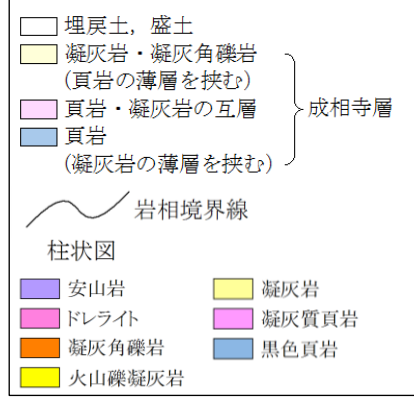 埋戻土，盛土
凝灰岩・凝灰角礫岩
(頁岩の薄層を挟む)
頁岩・凝灰岩の互層
成相寺層
頁岩
(凝灰岩の薄層を挟む)
岩相境界線
柱状図
安山岩
凝灰岩
ドレライト
凝灰質頁岩
凝灰角礫岩
黒色頁岩
火山礫凝灰岩